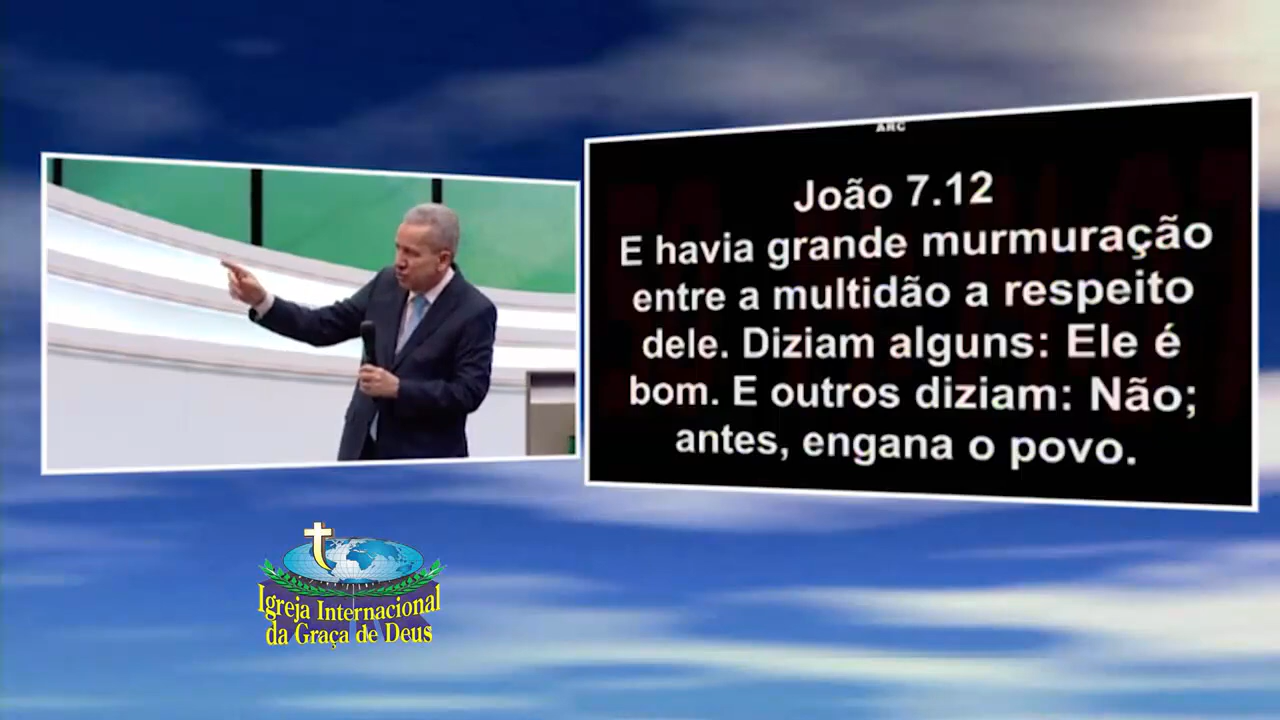 ARC
João 7.12
E havia grande murmuração
entre a multidão a respeito
dele. Diziam alguns: Ele é
bom. E outros diziam: Não;
antes, engana o povo.
Igreja Internacional
da Graça de Deus